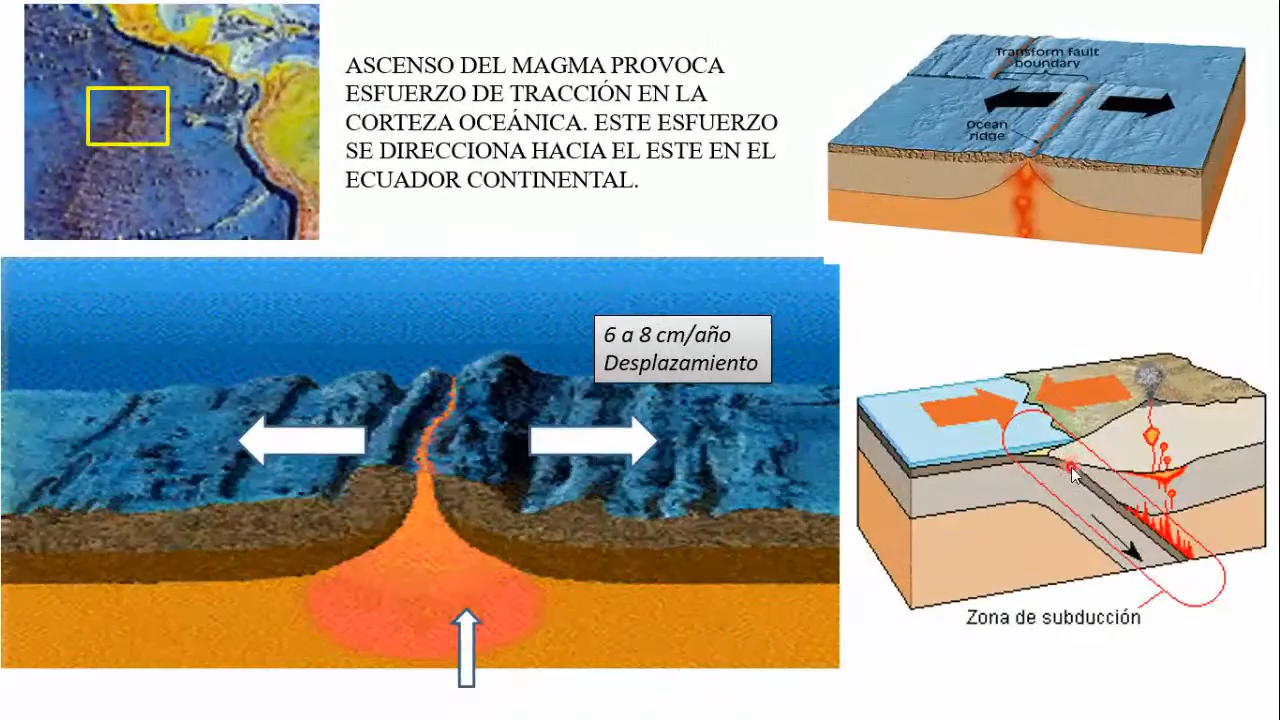 ASCENSO DEL MAGMA PROVOCA
ESFUERZO DE TRACCIÓN EN LA
CORTEZA OCEÁNICA. ESTE ESFUERZO
SE DIRECCIONA HACIA EL ESTE EN EL
ECUADOR CONTINENTAL.
Transform fault
boundary
Ocean
ridge
6 a 8 cm/año
Desplazamiento
Zona de subducción